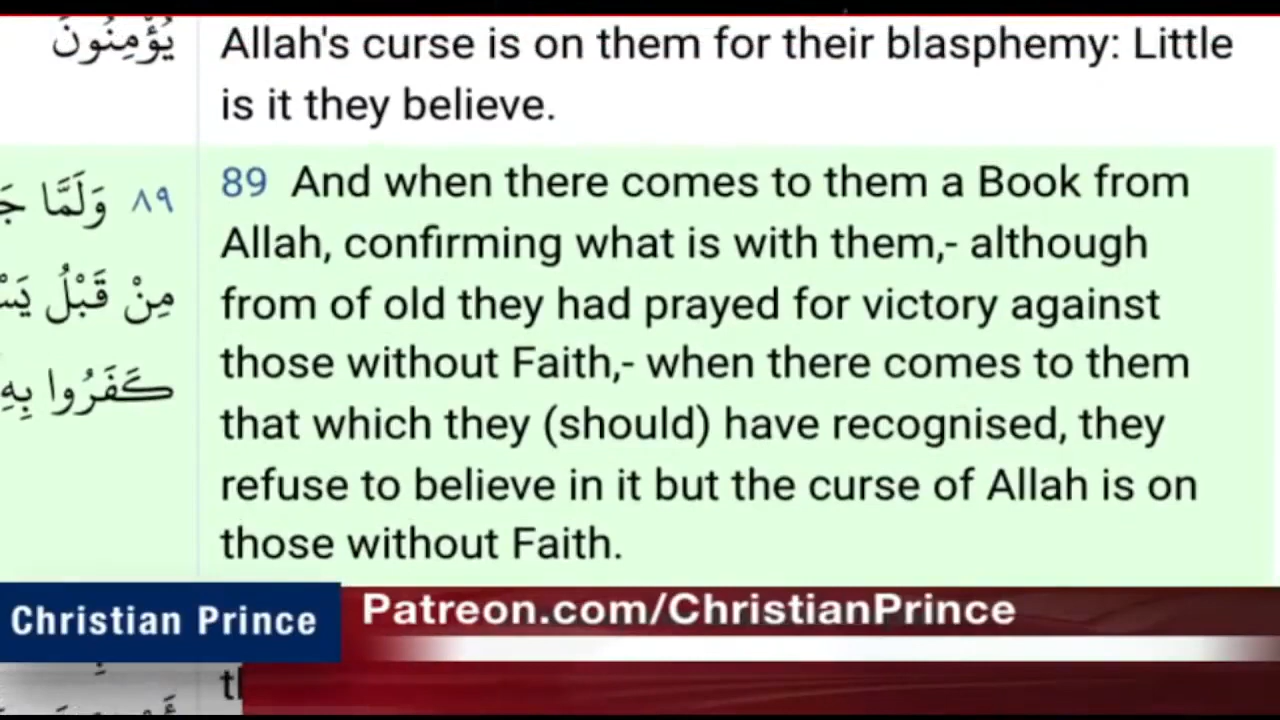 يُؤْمِنُونَ
Allah's curse is on them for their blasphemy: Little
is it they believe.
٨٩ وَلَمَّا
مِنْ قَبْلُ
كَفَرُوا بِهِ
89 And when there comes to them a Book from
Allah, confirming what is with them,- although
from of old they had prayed for victory against
those without Faith,- when there comes to them
that which they (should) have recognised, they
refuse to believe in it but the curse of Allah is on
those without Faith.
Christian Prince
Patreon.com/ChristianPrince